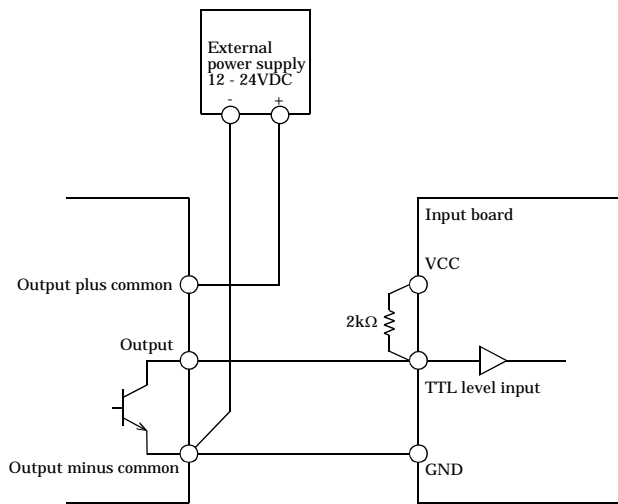 External
power supply
12 - 24VDC
- +
Input board
VCC
Output plus common
2kΩ
Output
TTL level input
Output minus common
GND